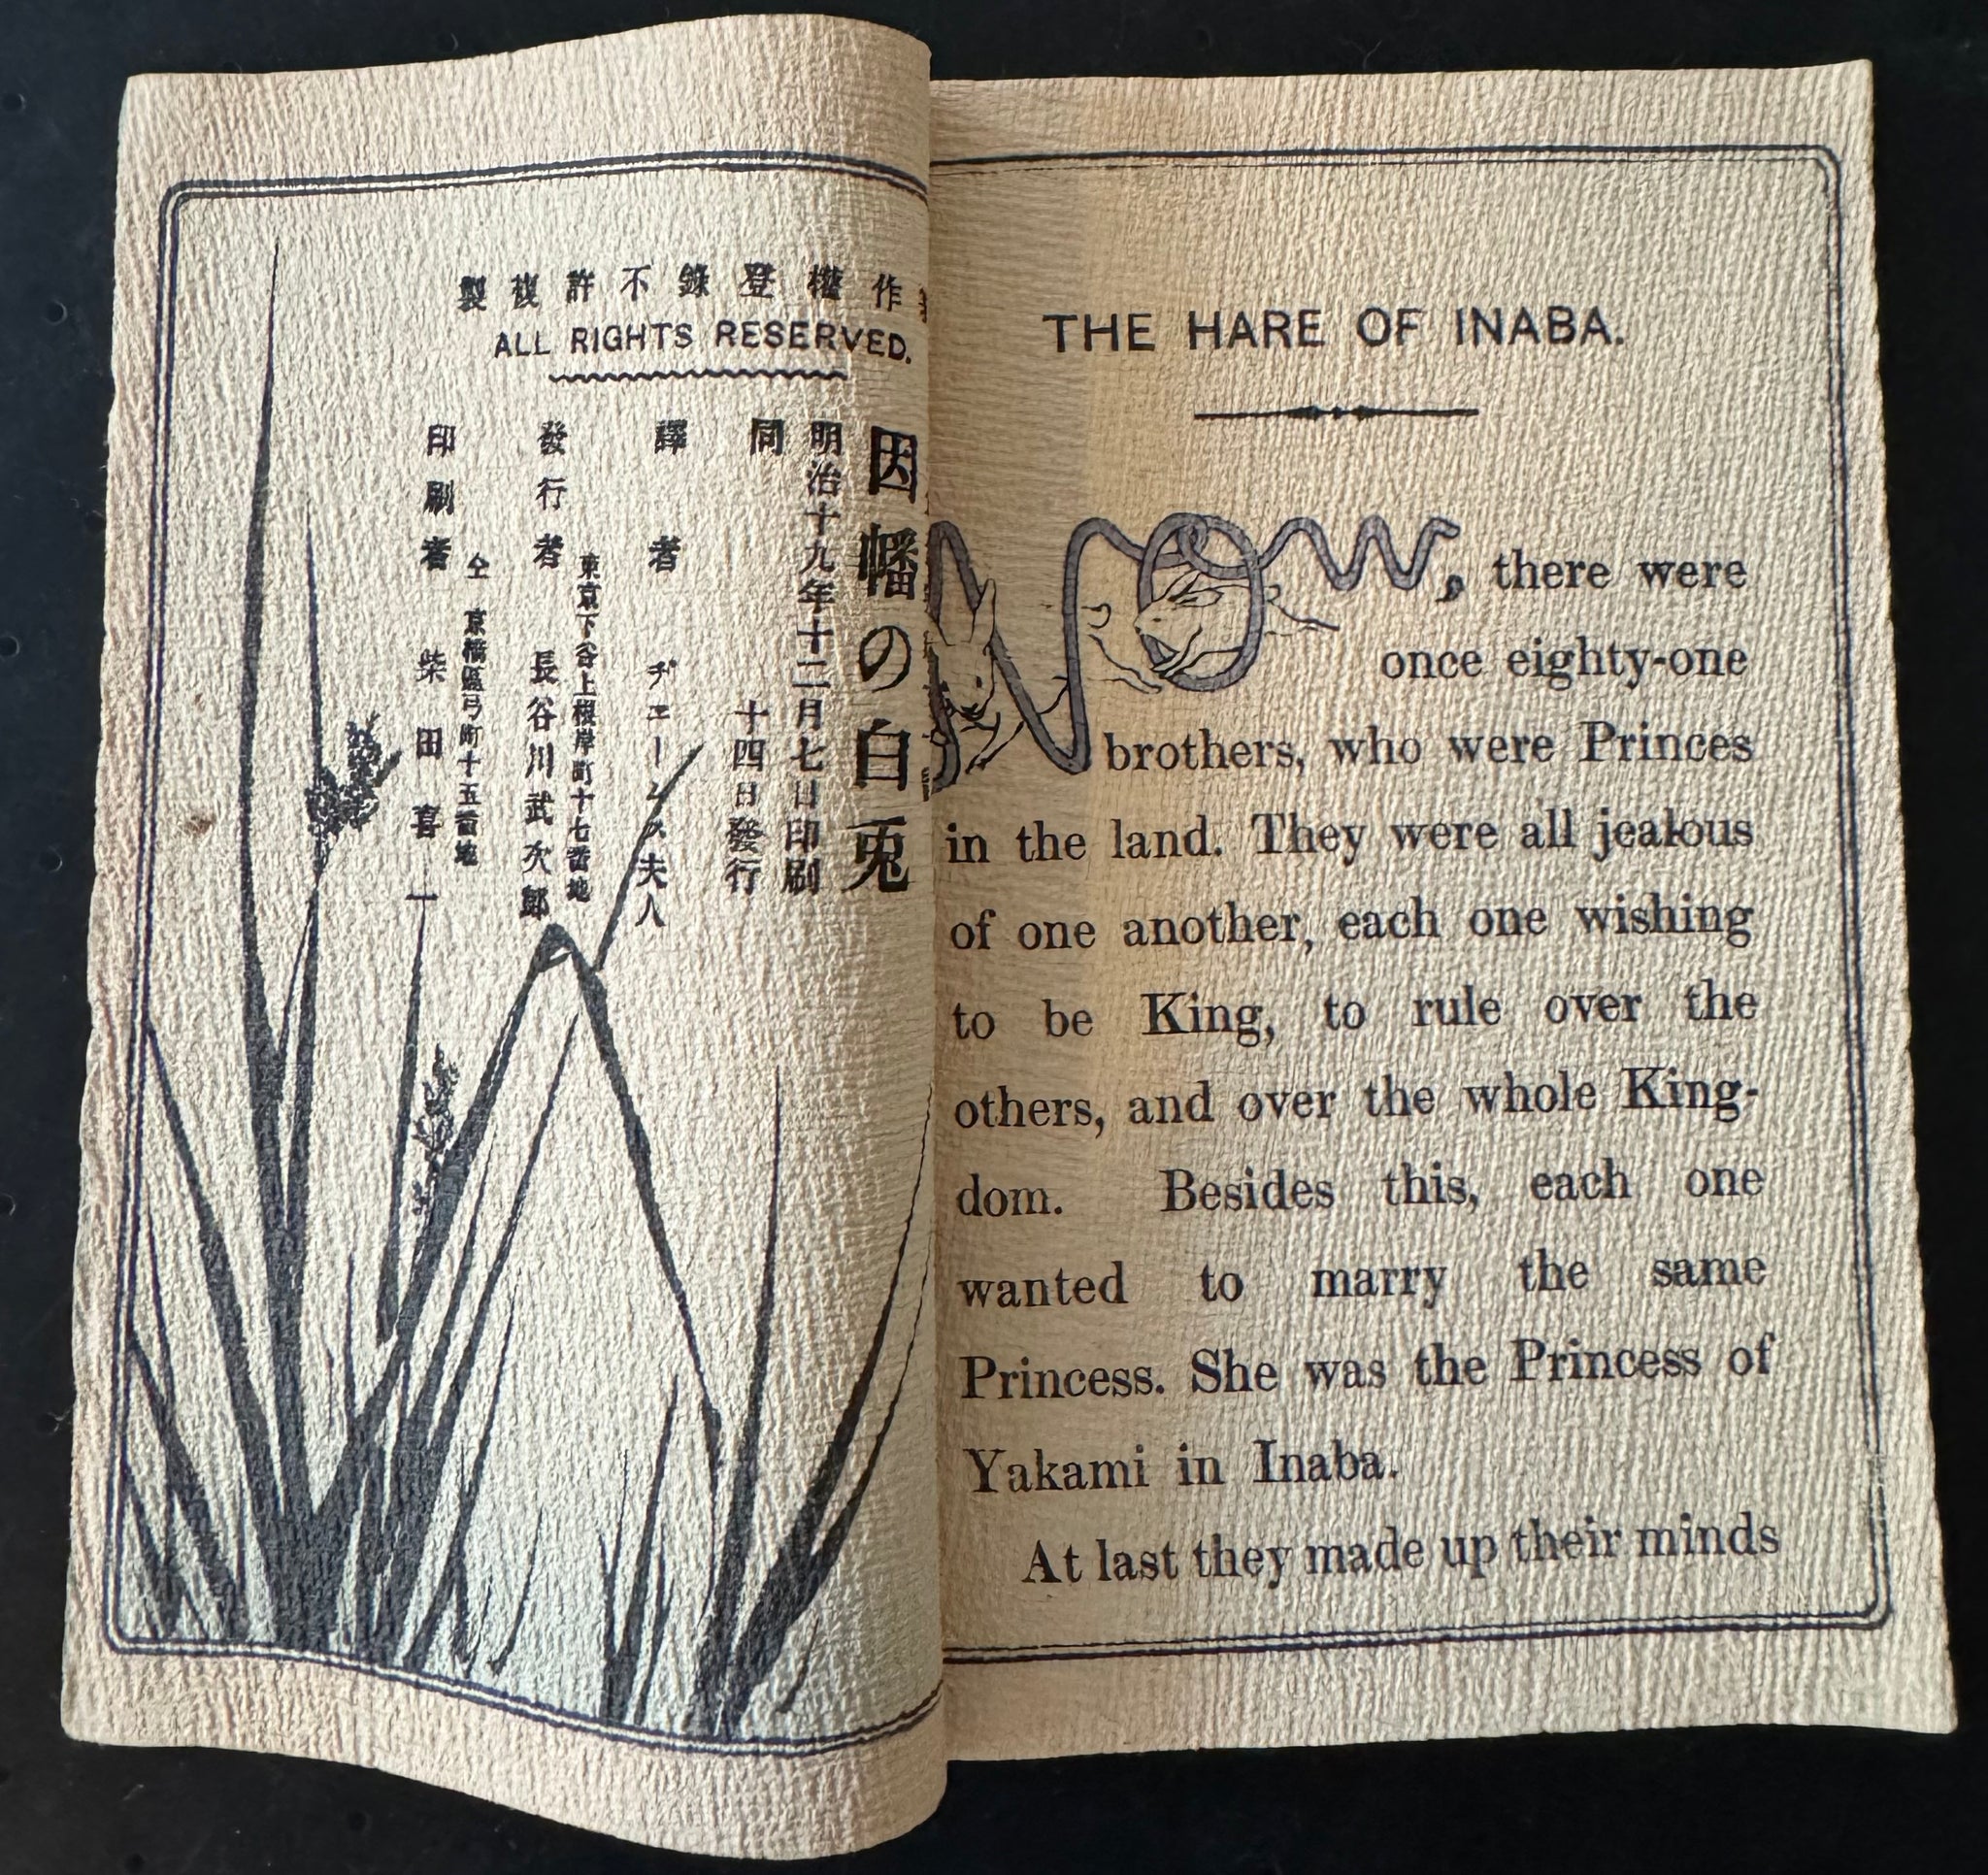 著作權登錄不許複製
ALL RIGHTS RESERVED.
因幡の白兎
明治十九年十二月七日印刷
同 十四日發行
譯者 ヂエームス夫人
東京下谷上根岸町十七番地
發行者 長谷川武次郎
仝 京橋區弓町十五番地
印刷者 柴田喜一
THE HARE OF INABA.
Now, there were
once eighty-one
brothers, who were Princes
in the land. They were all jealous
of one another, each one wishing
to be King, to rule over the
others, and over the whole King-
dom. Besides this, each one
wanted to marry the same
Princess. She was the Princess of
Yakami in Inaba.
At last they made up their minds